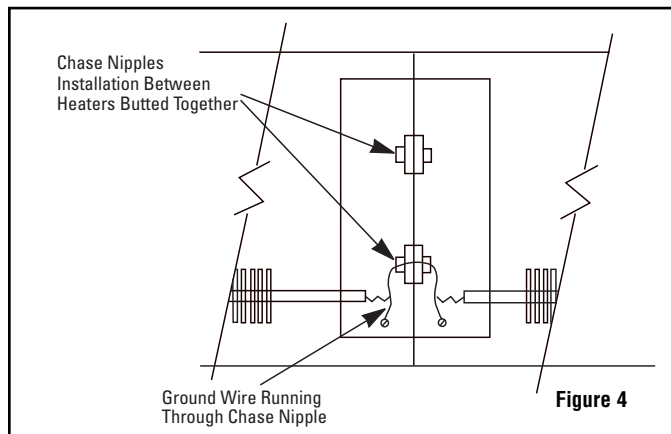 Chase Nipples
Installation Between
Heaters Butted Together
Ground Wire Running
Through Chase Nipple
Figure 4